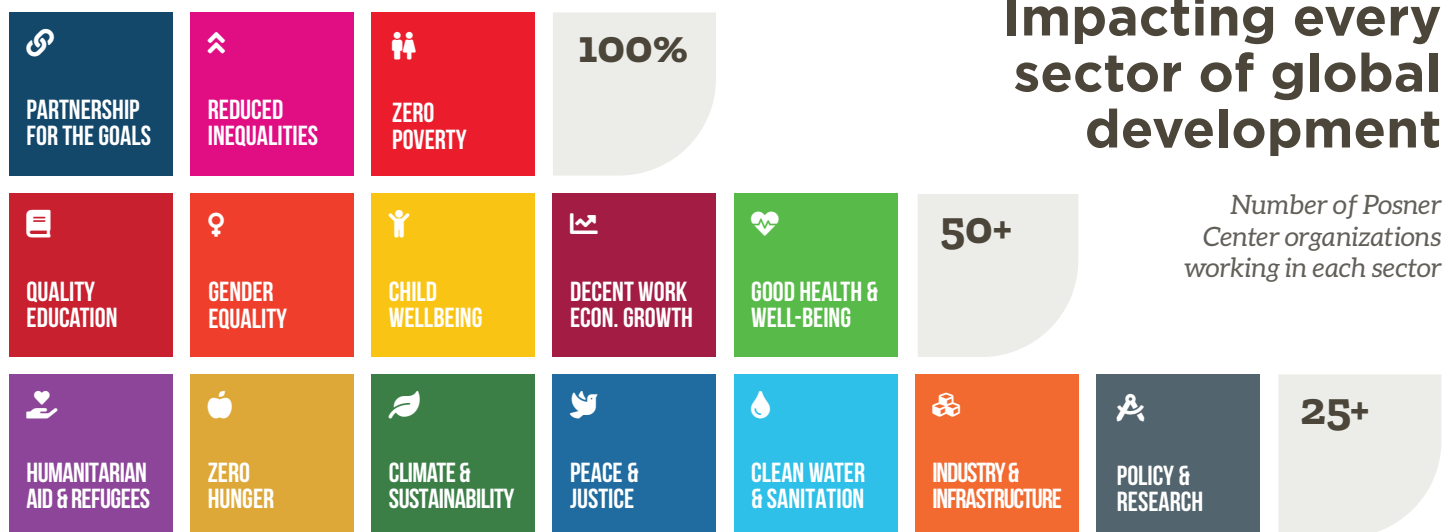 Impacting every
sector of global
development
Number of Posner
Center organizations
working in each sector
PARTNERSHIP
FOR THE GOALS
REDUCED
INEQUALITIES
ZERO
POVERTY
100%
QUALITY
EDUCATION
GENDER
EQUALITY
CHILD
WELLBEING
DECENT WORK
ECON. GROWTH
GOOD HEALTH &
WELL-BEING
50+
HUMANITARIAN
AID & REFUGEES
ZERO
HUNGER
CLIMATE &
SUSTAINABILITY
PEACE &
JUSTICE
CLEAN WATER
& SANITATION
INDUSTRY &
INFRASTRUCTURE
POLICY &
RESEARCH
25+